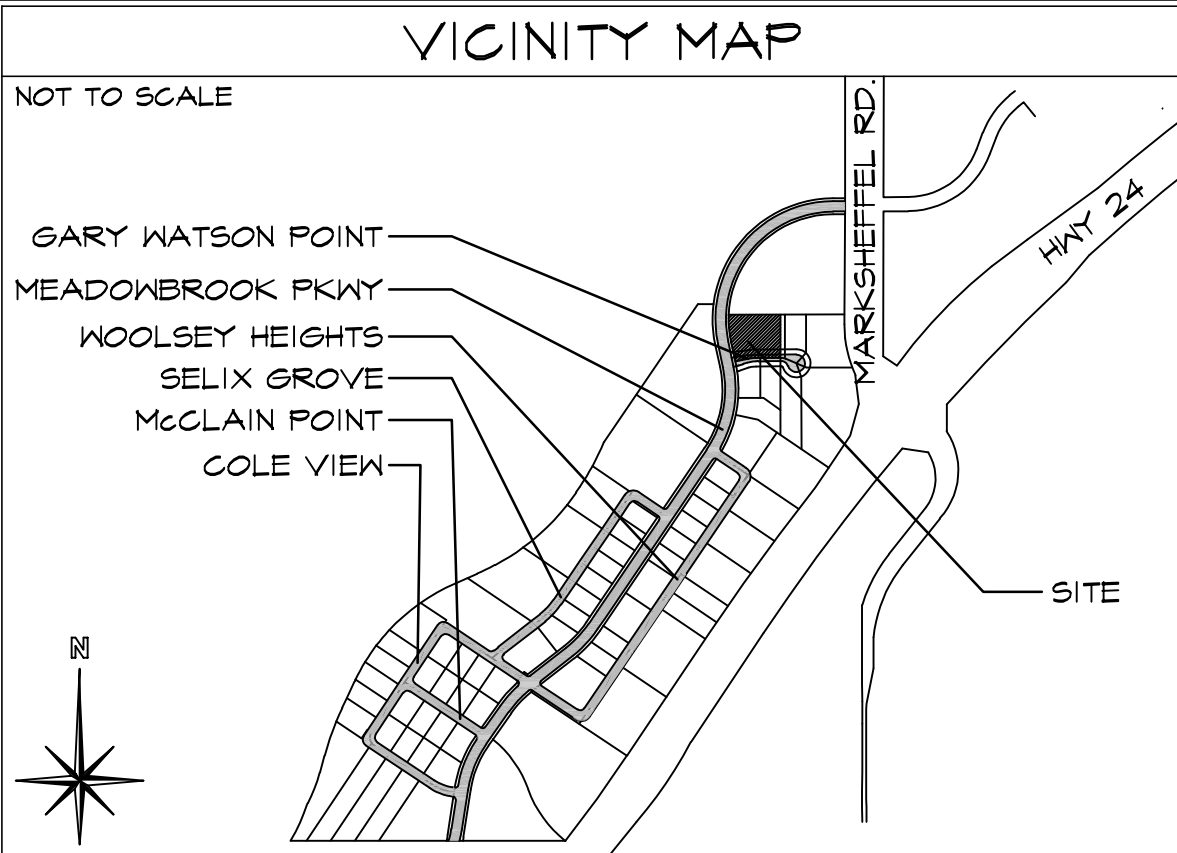 VICINITY MAP
NOT TO SCALE
MARKSHEFFEL RD.
HWY 24
GARY WATSON POINT
MEADOWBROOK PKWY
WOOLSEY HEIGHTS
SELIX GROVE
McCLAIN POINT
COLE VIEW
SITE
N